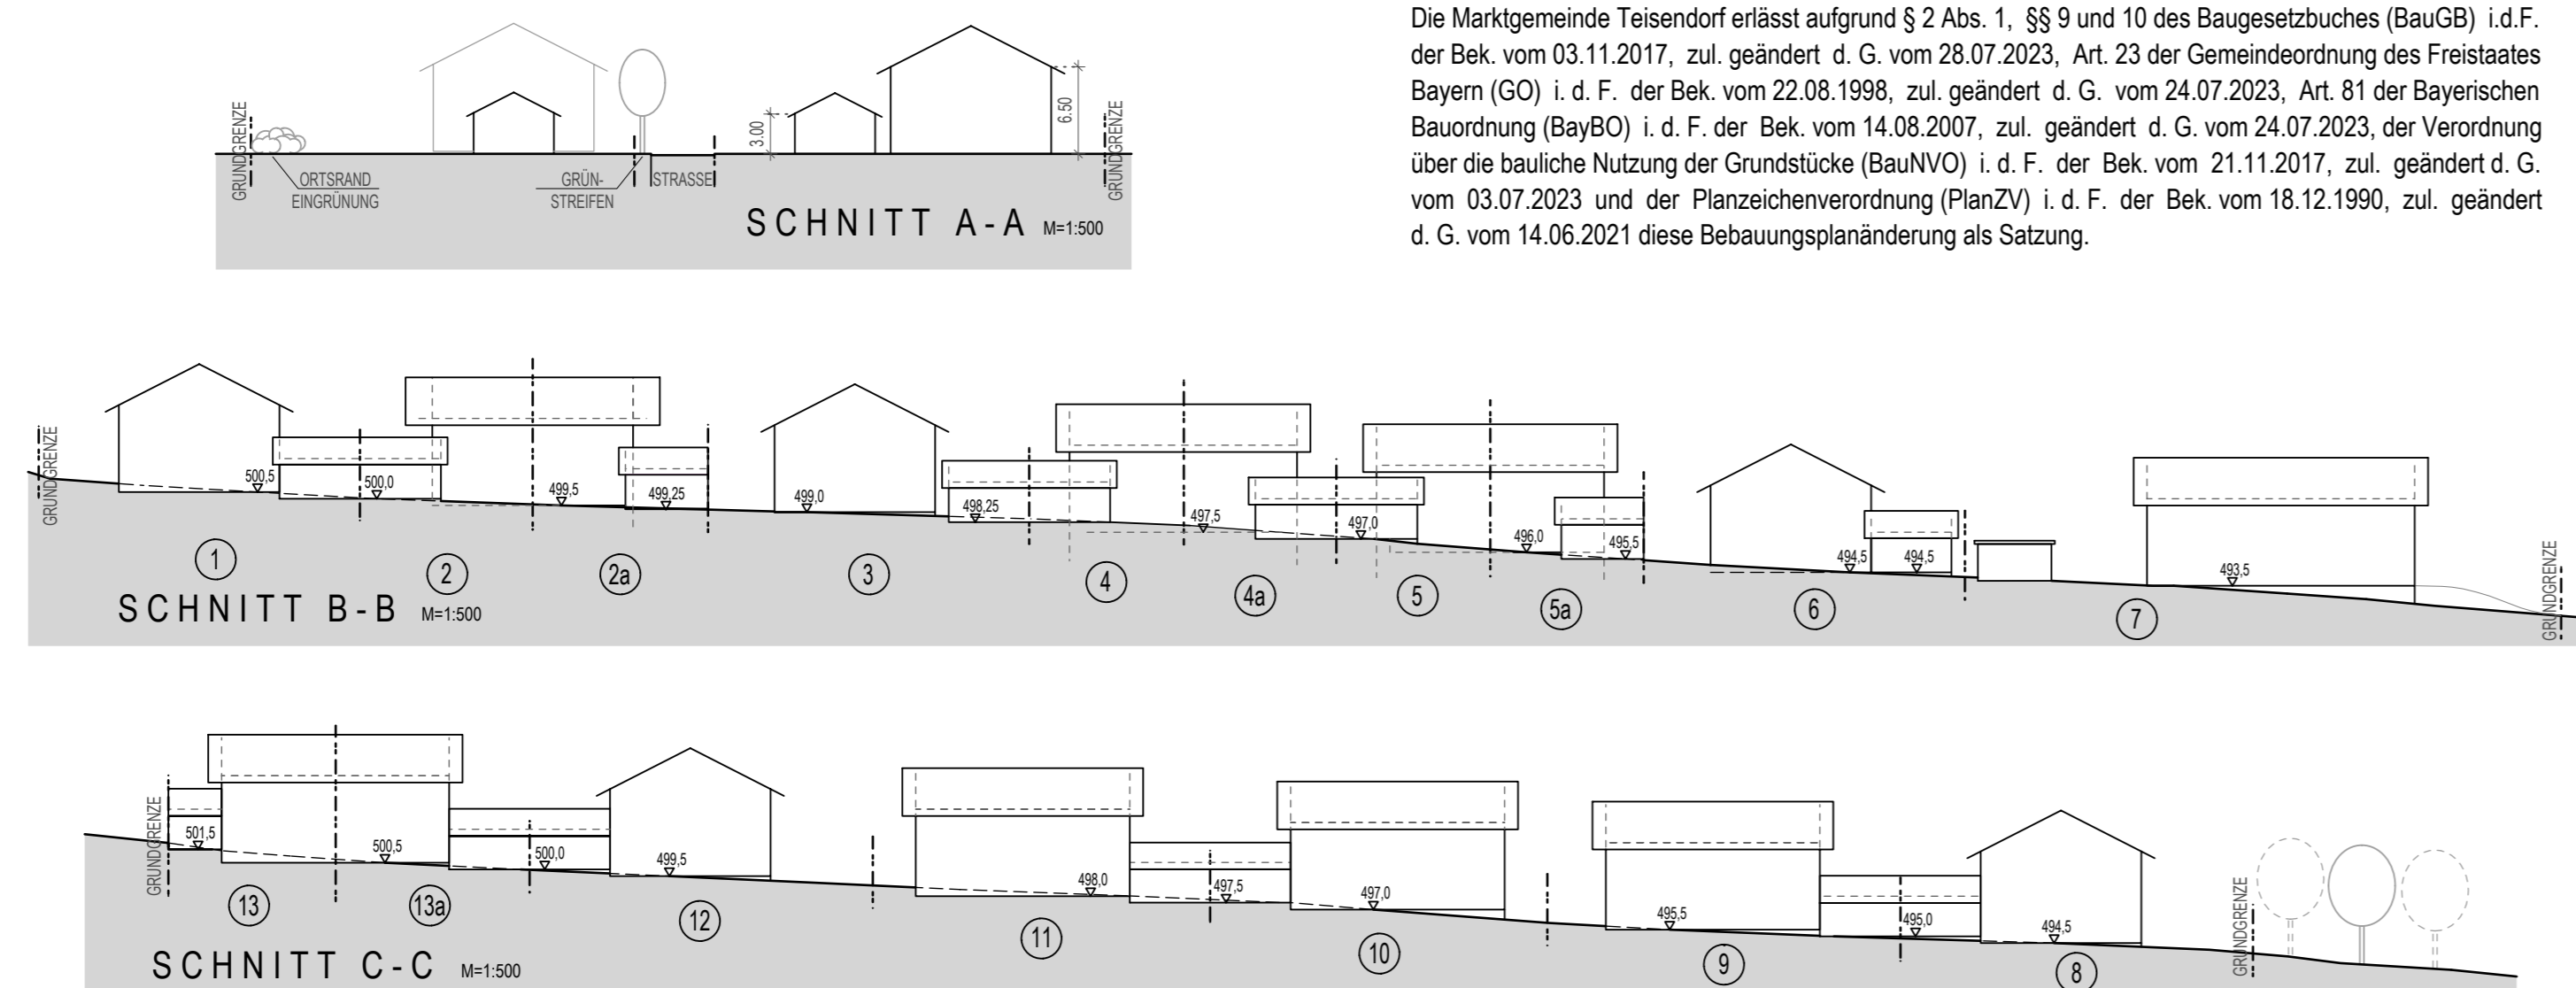 Die Marktgemeinde Teisendorf erlässt aufgrund § 2 Abs. 1, §§ 9 und 10 des Baugesetzbuches (BauGB) i.d.F.
der Bek. vom 03.11.2017, zul. geändert d. G. vom 28.07.2023, Art. 23 der Gemeindeordnung des Freistaates
Bayern (GO) i. d. F. der Bek. vom 22.08.1998, zul. geändert d. G. vom 24.07.2023, Art. 81 der Bayerischen
Bauordnung (BayBO) i. d. F. der Bek. vom 14.08.2007, zul. geändert d. G. vom 24.07.2023, der Verordnung
über die bauliche Nutzung der Grundstücke (BauNVO) i. d. F. der Bek. vom 21.11.2017, zul. geändert d. G.
vom 03.07.2023 und der Planzeichenverordnung (PlanZV) i. d. F. der Bek. vom 18.12.1990, zul. geändert
d. G. vom 14.06.2021 diese Bebauungsplanänderung als Satzung.
GRUNDGRENZE
ORTSRAND
EINGRÜNUNG
GRÜN-
STREIFEN
STRASSE
3.00
6.50
GRUNDGRENZE
SCHNITT A-A M=1:500
GRUNDGRENZE
500,5
500,0
499,5
499,25
499,0
498,25
497,5
497,0
496,0
495,5
494,5
494,5
493,5
GRUNDGRENZE
1
2
2a
3
4
4a
5
5a
6
7
SCHNITT B-B M=1:500
GRUNDGRENZE
501,5
500,5
500,0
499,5
498,0
497,5
497,0
495,5
495,0
494,5
GRUNDGRENZE
13
13a
12
11
10
9
8
SCHNITT C-C M=1:500